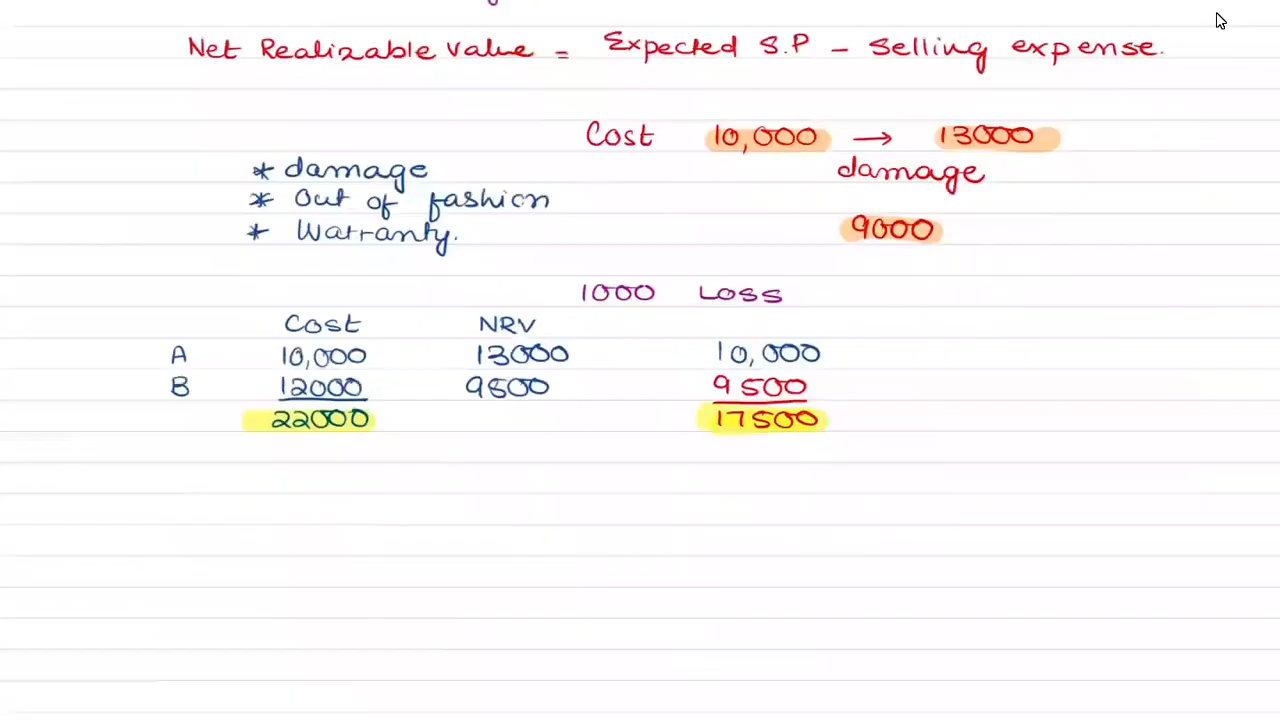 Net Realizable Value = Expected S.P - Selling expense.
Cost 10,000 → 13000
* damage
damage
* Out of fashion
* Warranty.
9000
1000 Loss
Cost NRV
A 10,000 13000 10,000
B 12000 9500 9500
22000 17500